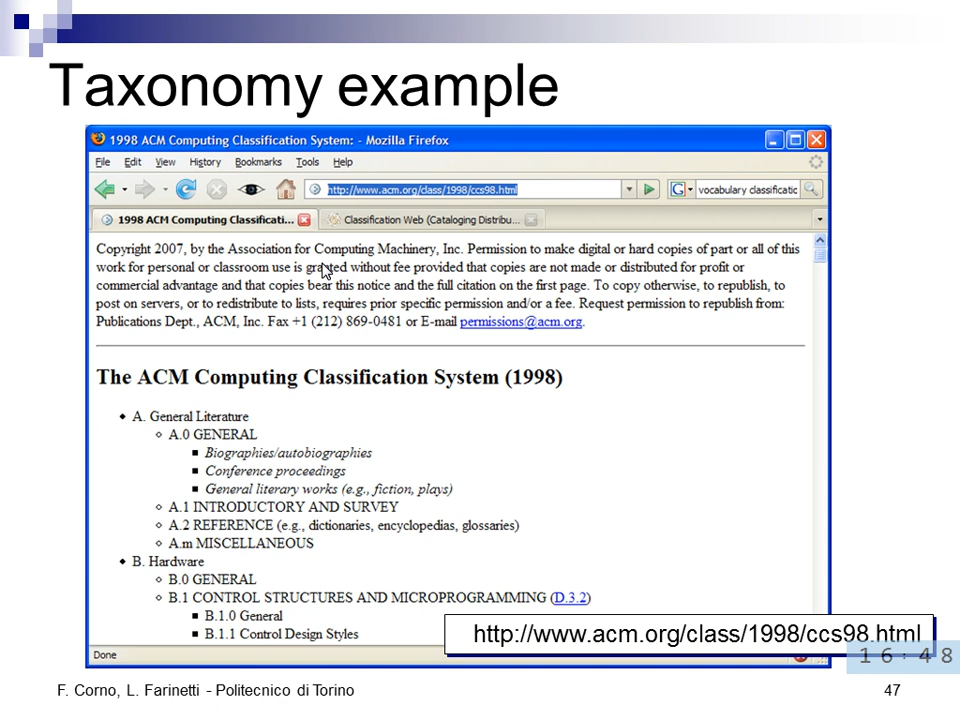 Taxonomy example
1998 ACM Computing Classification System: - Mozilla Firefox
File Edit View History Bookmarks Tools Help
http://www.acm.org/class/1998/ccs98.html
G vocabulary classificatic
1998 ACM Computing Classificati...
Classification Web (Cataloging Distribu...
Copyright 2007, by the Association for Computing Machinery, Inc. Permission to make digital or hard copies of part or all of this
work for personal or classroom use is granted without fee provided that copies are not made or distributed for profit or
commercial advantage and that copies bear this notice and the full citation on the first page. To copy otherwise, to republish, to
post on servers, or to redistribute to lists, requires prior specific permission and/or a fee. Request permission to republish from:
Publications Dept., ACM, Inc. Fax +1 (212) 869-0481 or E-mail permissions@acm.org.
The ACM Computing Classification System (1998)
A. General Literature
A.0 GENERAL
Biographies/autobiographies
Conference proceedings
General literary works (e.g., fiction, plays)
A.1 INTRODUCTORY AND SURVEY
A.2 REFERENCE (e.g., dictionaries, encyclopedias, glossaries)
A.m MISCELLANEOUS
B. Hardware
B.0 GENERAL
B.1 CONTROL STRUCTURES AND MICROPROGRAMMING (D.3.2)
B.1.0 General
B.1.1 Control Design Styles
http://www.acm.org/class/1998/ccs98.html
Done
16:48
F. Corno, L. Farinetti - Politecnico di Torino
47